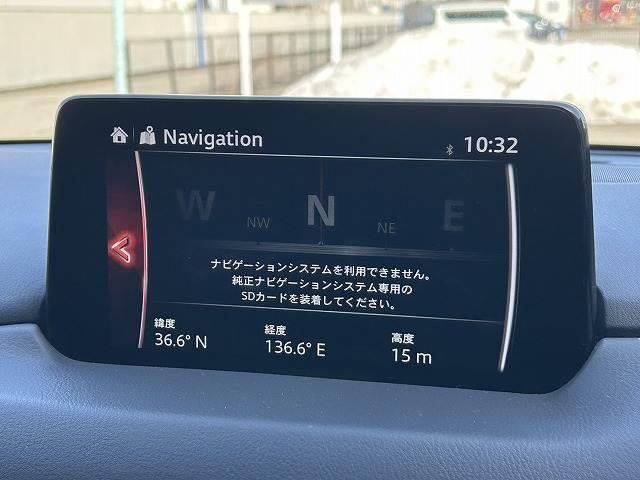 Navigation
10:32
W NW N NE E
ナビゲーションシステムを利用できません。
純正ナビゲーションシステム専用の
SDカードを装着してください。
緯度 経度 高度
36.6° N 136.6° E 15 m